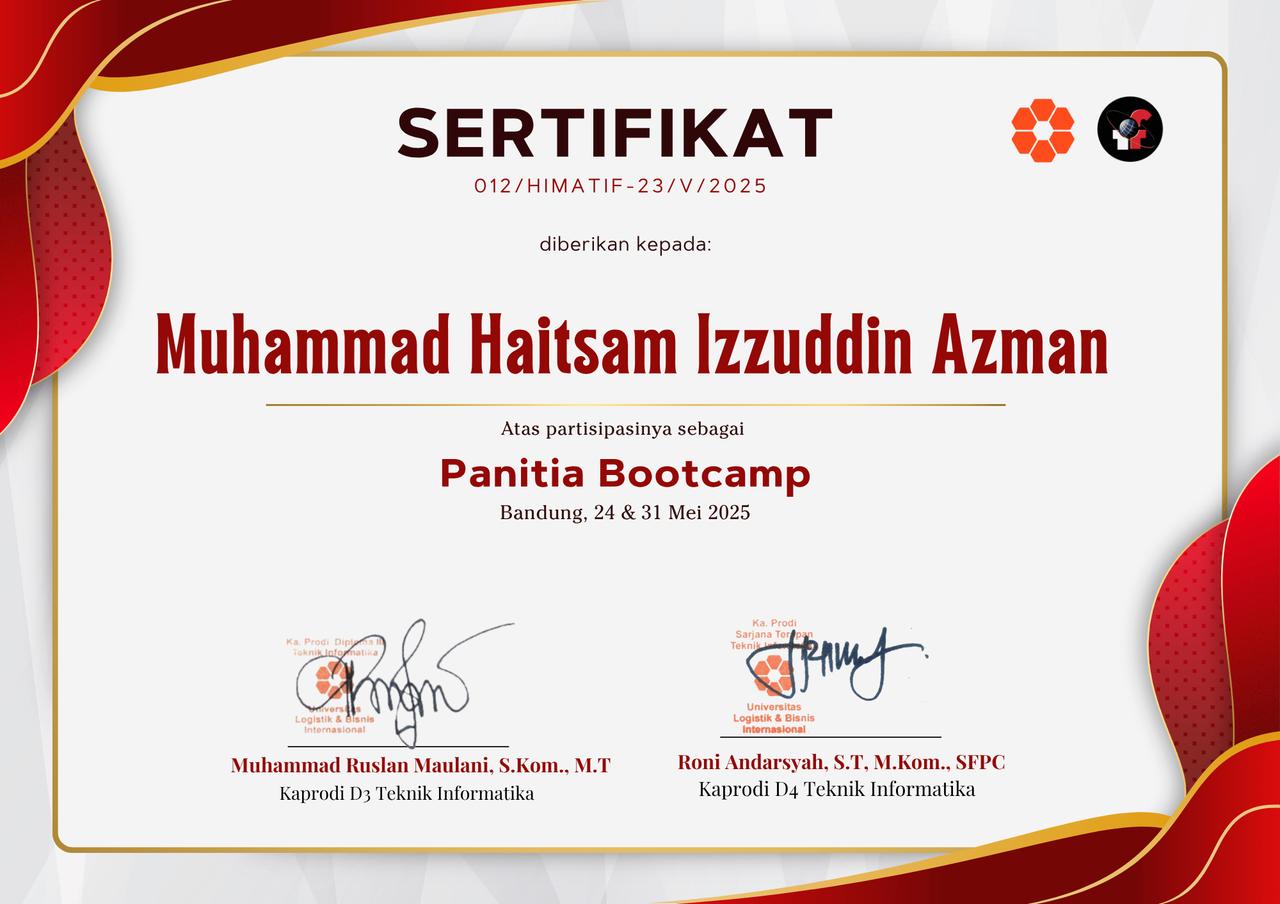 SERTIFIKAT
012/HIMATIF-23/V/2025
diberikan kepada:
Muhammad Haitsam Izzuddin Azman
Atas partisipasinya sebagai
Panitia Bootcamp
Bandung, 24 & 31 Mei 2025
Ka. Prodi Diploma III
Teknik Informatika
Universitas
Logistik & Bisnis
Internasional
Muhammad Ruslan Maulani, S.Kom., M.T
Kaprodi D3 Teknik Informatika
Ka. Prodi
Sarjana Terapan
Teknik Informatika
Universitas
Logistik & Bisnis
Internasional
Roni Andarsyah, S.T, M.Kom., SFPC
Kaprodi D4 Teknik Informatika